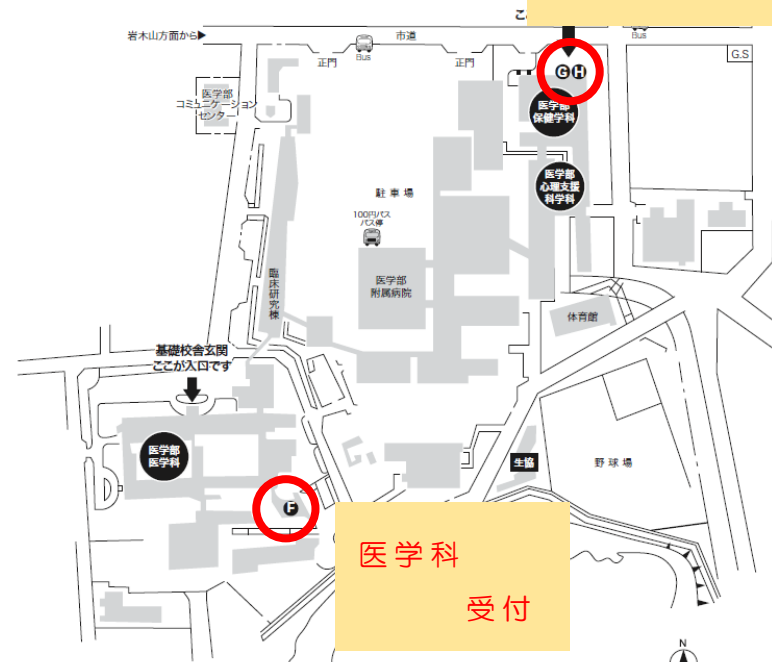 こ
岩木山方面から▶
市道
Bus
Bus
正門
正門
G.S
G H
医学部
コミュニケーション
センター
医学部
保健学科
医学部
心理支援
科学科
駐車場
100円バス
バス停
医学部
附属病院
臨床研究棟
体育館
基礎校舎玄関
ここが入口です
医学部
医学科
生協
野球場
F
医学科
受付
N